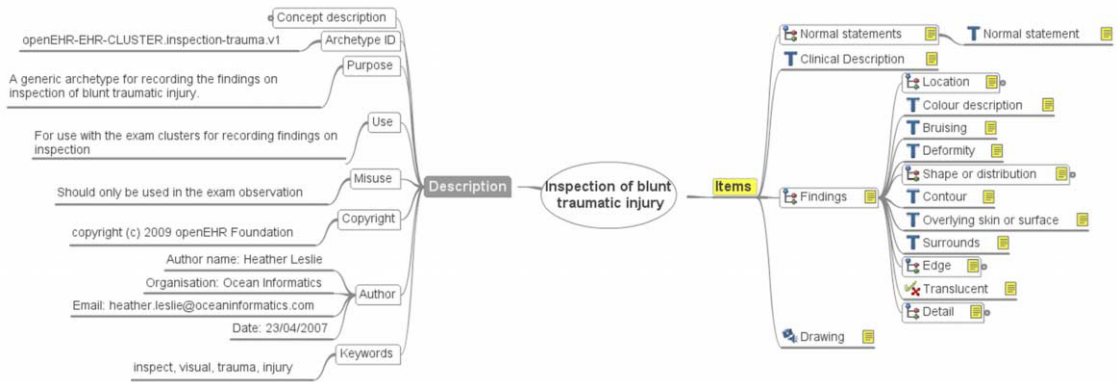 Concept description
openEHR-EHR-CLUSTER.inspection-trauma.v1
Archetype ID
Purpose
A generic archetype for recording the findings on
inspection of blunt traumatic injury.
Use
For use with the exam clusters for recording findings on
inspection
Misuse
Should only be used in the exam observation
Copyright
copyright (c) 2009 openEHR Foundation
Author name: Heather Leslie
Organisation: Ocean Informatics
Email: heather.leslie@oceaninformatics.com
Date: 23/04/2007
Author
Keywords
inspect, visual, trauma, injury
Description
Inspection of blunt
traumatic injury
Items
Normal statements
T Normal statement
T Clinical Description
Findings
Location
T Colour description
T Bruising
T Deformity
Shape or distribution
T Contour
T Overlying skin or surface
T Surrounds
Edge
Translucent
Detail
Drawing